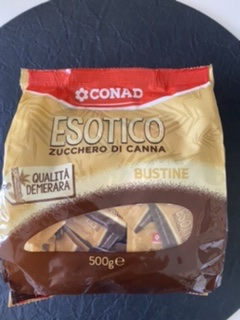 CONAD
ESOTICO
ZUCCHERO DI CANNA
QUALITÀ
DEMERARA
BUSTINE
500g e